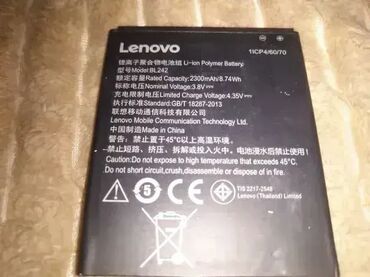 Lenovo
1ICP4/60/70
锂离子聚合物电池组 Li-ion Polymer Battery
型号Model:BL242
额定容量Rated Capacity:2300mAh/8.74Wh
标称电压Nominal Voltage:3.8V
充电限制电压Limited Charge Voltage:4.35V
执行标准Standard:GB/T 18287-2013
联想移动通信科技有限公司
Lenovo Mobile Communication Technology Ltd.
中国制造Made In China
警告：禁止置于45℃以上高温环境。
禁止短路、挤压、拆解或投入火中，电池浸水后禁止使用！
Caution:Do not expose to high temperature that exceeds 45°C.
Do not short circuit,crush,disassemble or dispose of in fire.
5
CE
TIS 2217-2548
Lenovo (Thailand) Limited